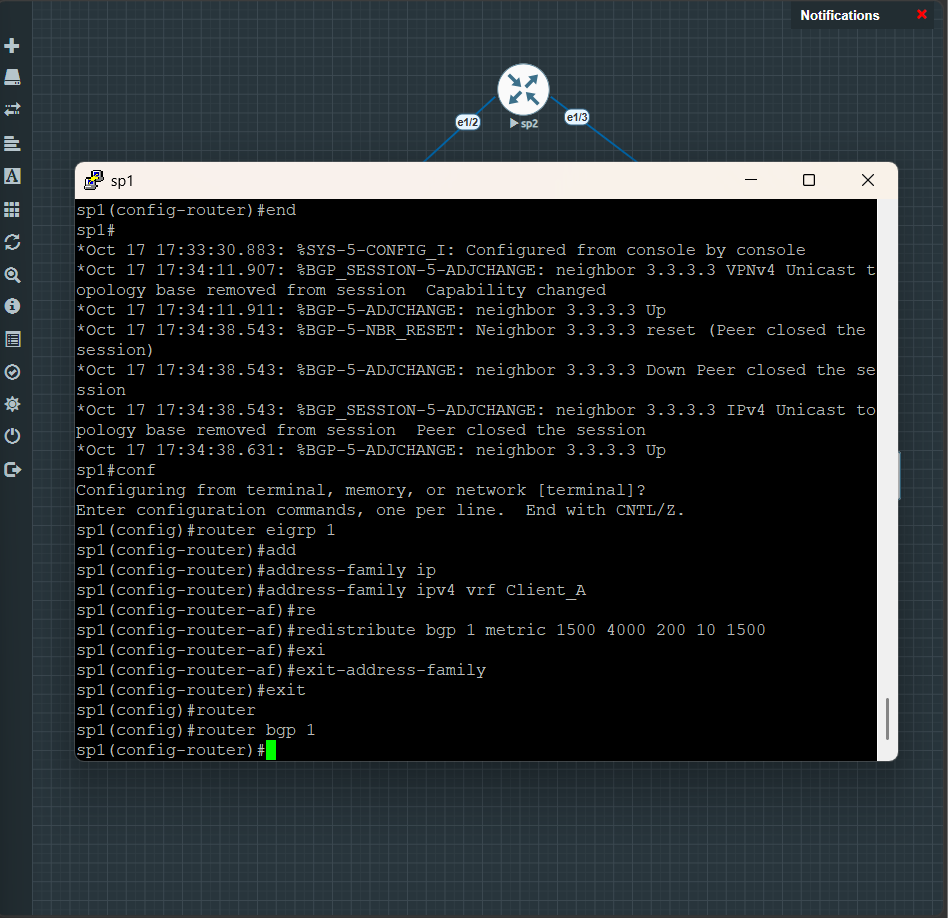 Notifications
e1/2
sp2
e1/3
sp1
sp1(config-router)#end
sp1#
*Oct 17 17:33:30.883: %SYS-5-CONFIG_I: Configured from console by console
*Oct 17 17:34:11.907: %BGP_SESSION-5-ADJCHANGE: neighbor 3.3.3.3 VPNv4 Unicast t
opology base removed from session  Capability changed
*Oct 17 17:34:11.911: %BGP-5-ADJCHANGE: neighbor 3.3.3.3 Up
*Oct 17 17:34:38.543: %BGP-5-NBR_RESET: Neighbor 3.3.3.3 reset (Peer closed the
session)
*Oct 17 17:34:38.543: %BGP-5-ADJCHANGE: neighbor 3.3.3.3 Down Peer closed the se
ssion
*Oct 17 17:34:38.543: %BGP_SESSION-5-ADJCHANGE: neighbor 3.3.3.3 IPv4 Unicast to
pology base removed from session  Peer closed the session
*Oct 17 17:34:38.631: %BGP-5-ADJCHANGE: neighbor 3.3.3.3 Up
sp1#conf
Configuring from terminal, memory, or network [terminal]?
Enter configuration commands, one per line.  End with CNTL/Z.
sp1(config)#router eigrp 1
sp1(config-router)#add
sp1(config-router)#address-family ip
sp1(config-router)#address-family ipv4 vrf Client_A
sp1(config-router-af)#re
sp1(config-router-af)#redistribute bgp 1 metric 1500 4000 200 10 1500
sp1(config-router-af)#exi
sp1(config-router-af)#exit-address-family
sp1(config-router)#exit
sp1(config)#router
sp1(config)#router bgp 1
sp1(config-router)#